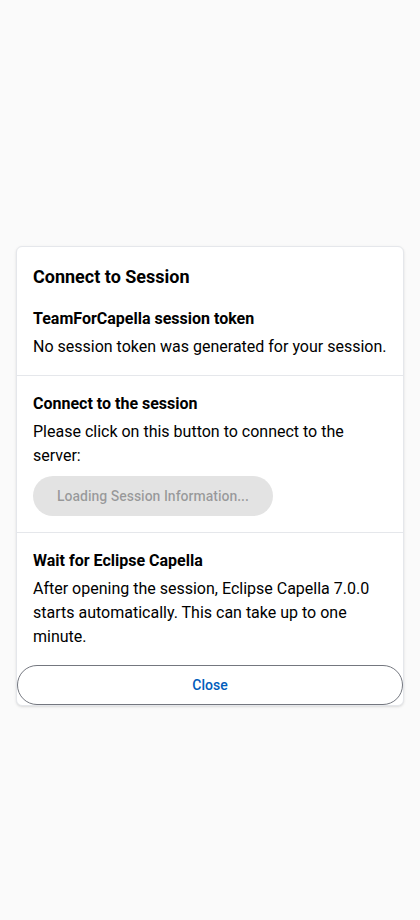 Connect to Session
TeamForCapella session token
No session token was generated for your session.
Connect to the session
Please click on this button to connect to the
server:
Loading Session Information...
Wait for Eclipse Capella
After opening the session, Eclipse Capella 7.0.0
starts automatically. This can take up to one
minute.
Close